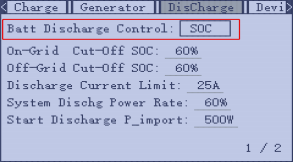 Charge Generator DisCharge Devi
Batt Discharge Control: SOC
On-Grid Cut-Off SOC: 60%
Off-Grid Cut-Off SOC: 60%
Discharge Current Limit: 25A
System Dischg Power Rate: 60%
Start Discharge P_import: 500W
1 / 2